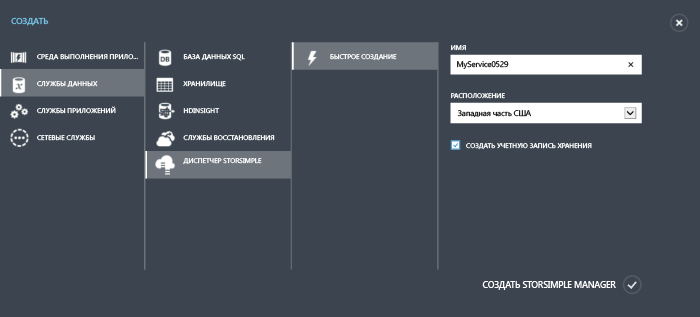 СОЗДАТЬ
СРЕДА ВЫПОЛНЕНИЯ ПРИЛО...
СЛУЖБЫ ДАННЫХ
СЛУЖБЫ ПРИЛОЖЕНИЙ
СЕТЕВЫЕ СЛУЖБЫ
DB
БАЗА ДАННЫХ SQL
ХРАНИЛИЩЕ
HDINSIGHT
СЛУЖБЫ ВОССТАНОВЛЕНИЯ
ДИСПЕТЧЕР STORSIMPLE
БЫСТРОЕ СОЗДАНИЕ
ИМЯ
MyService0529
РАСПОЛОЖЕНИЕ
Западная часть США
СОЗДАТЬ УЧЕТНУЮ ЗАПИСЬ ХРАНЕНИЯ
СОЗДАТЬ STORSIMPLE MANAGER